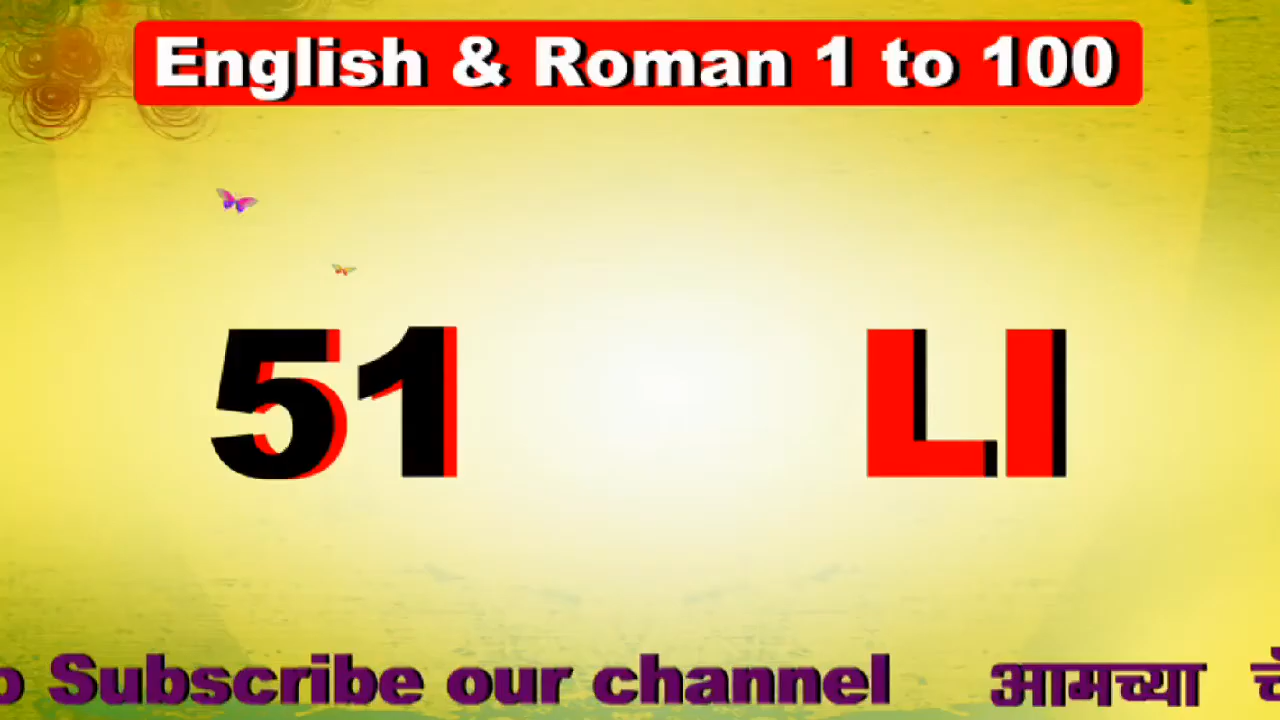 English & Roman 1 to 100
51 LI
Subscribe our channel आमच्या